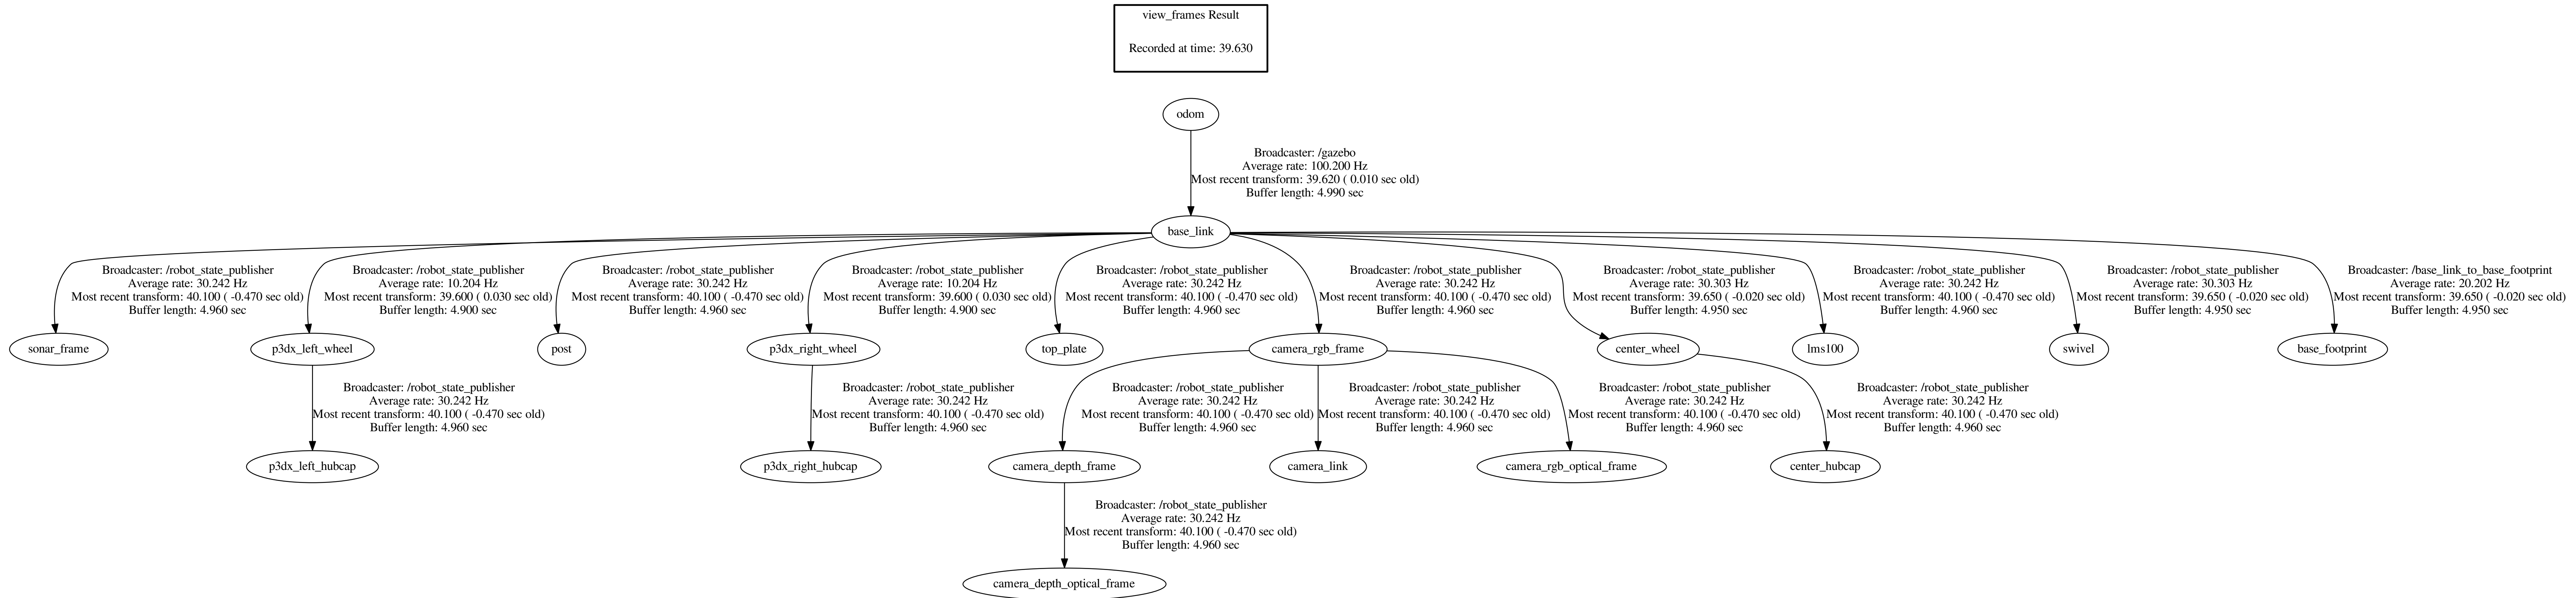 view_frames Result
Recorded at time: 39.630
odom
Broadcaster: /gazebo
Average rate: 100.200 Hz
Most recent transform: 39.620 ( 0.010 sec old)
Buffer length: 4.990 sec
base_link
Broadcaster: /robot_state_publisher
Average rate: 30.242 Hz
Most recent transform: 40.100 ( -0.470 sec old)
Buffer length: 4.960 sec
Broadcaster: /robot_state_publisher
Average rate: 10.204 Hz
Most recent transform: 39.600 ( 0.030 sec old)
Buffer length: 4.900 sec
Broadcaster: /robot_state_publisher
Average rate: 30.242 Hz
Most recent transform: 40.100 ( -0.470 sec old)
Buffer length: 4.960 sec
Broadcaster: /robot_state_publisher
Average rate: 10.204 Hz
Most recent transform: 39.600 ( 0.030 sec old)
Buffer length: 4.900 sec
Broadcaster: /robot_state_publisher
Average rate: 30.242 Hz
Most recent transform: 40.100 ( -0.470 sec old)
Buffer length: 4.960 sec
Broadcaster: /robot_state_publisher
Average rate: 30.242 Hz
Most recent transform: 40.100 ( -0.470 sec old)
Buffer length: 4.960 sec
Broadcaster: /robot_state_publisher
Average rate: 30.303 Hz
Most recent transform: 39.650 ( -0.020 sec old)
Buffer length: 4.950 sec
Broadcaster: /robot_state_publisher
Average rate: 30.242 Hz
Most recent transform: 40.100 ( -0.470 sec old)
Buffer length: 4.960 sec
Broadcaster: /robot_state_publisher
Average rate: 30.303 Hz
Most recent transform: 39.650 ( -0.020 sec old)
Buffer length: 4.950 sec
Broadcaster: /base_link_to_base_footprint
Average rate: 20.202 Hz
Most recent transform: 39.650 ( -0.020 sec old)
Buffer length: 4.950 sec
sonar_frame
p3dx_left_wheel
post
p3dx_right_wheel
top_plate
camera_rgb_frame
center_wheel
lms100
swivel
base_footprint
Broadcaster: /robot_state_publisher
Average rate: 30.242 Hz
Most recent transform: 40.100 ( -0.470 sec old)
Buffer length: 4.960 sec
Broadcaster: /robot_state_publisher
Average rate: 30.242 Hz
Most recent transform: 40.100 ( -0.470 sec old)
Buffer length: 4.960 sec
Broadcaster: /robot_state_publisher
Average rate: 30.242 Hz
Most recent transform: 40.100 ( -0.470 sec old)
Buffer length: 4.960 sec
Broadcaster: /robot_state_publisher
Average rate: 30.242 Hz
Most recent transform: 40.100 ( -0.470 sec old)
Buffer length: 4.960 sec
Broadcaster: /robot_state_publisher
Average rate: 30.242 Hz
Most recent transform: 40.100 ( -0.470 sec old)
Buffer length: 4.960 sec
Broadcaster: /robot_state_publisher
Average rate: 30.242 Hz
Most recent transform: 40.100 ( -0.470 sec old)
Buffer length: 4.960 sec
p3dx_left_hubcap
p3dx_right_hubcap
camera_depth_frame
camera_link
camera_rgb_optical_frame
center_hubcap
Broadcaster: /robot_state_publisher
Average rate: 30.242 Hz
Most recent transform: 40.100 ( -0.470 sec old)
Buffer length: 4.960 sec
camera_depth_optical_frame